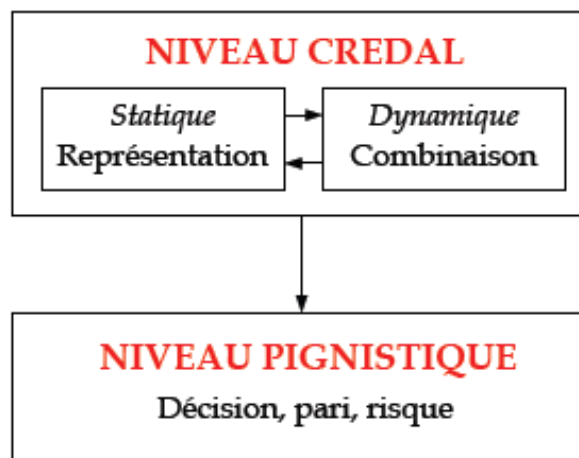 NIVEAU CREDAL
Statique
Représentation
Dynamique
Combinaison
NIVEAU PIGNISTIQUE
Décision, pari, risque